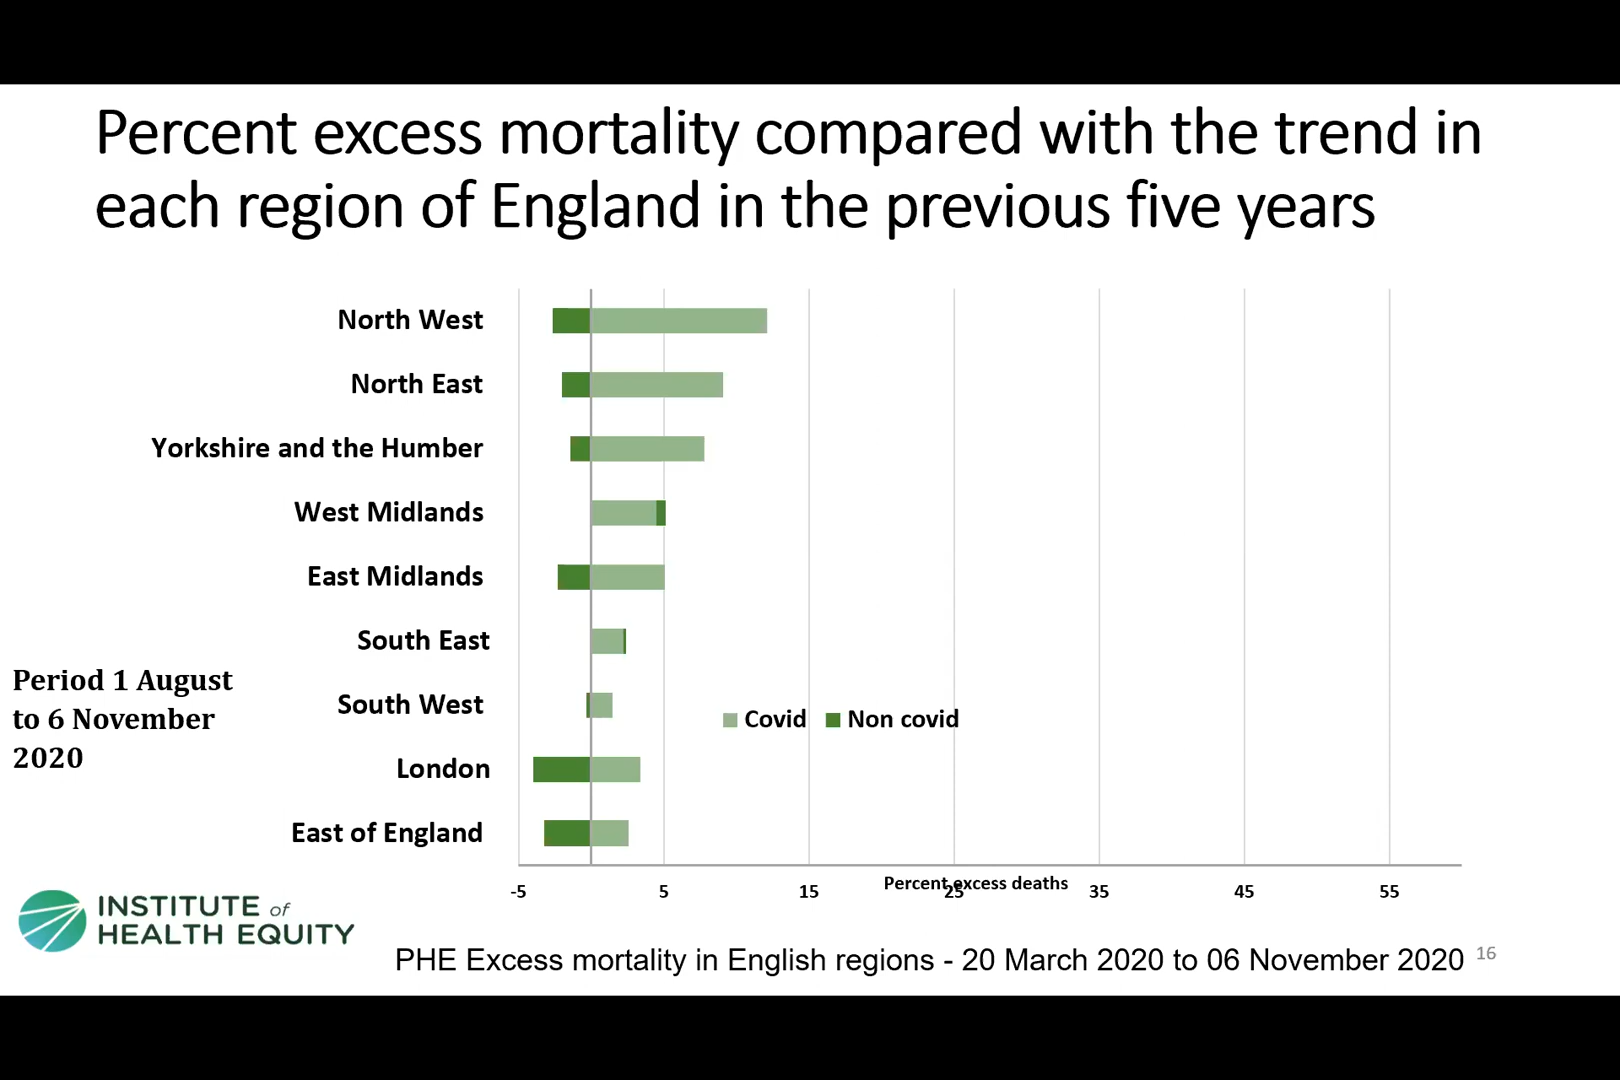 Percent excess mortality compared with the trend in
each region of England in the previous five years
North West
North East
Yorkshire and the Humber
West Midlands
East Midlands
South East
South West
London
East of England
Period 1 August
to 6 November
2020
Covid Non covid
-5 5 15 25 35 45 55
Percent excess deaths
INSTITUTE of
HEALTH EQUITY
PHE Excess mortality in English regions - 20 March 2020 to 06 November 2020 16